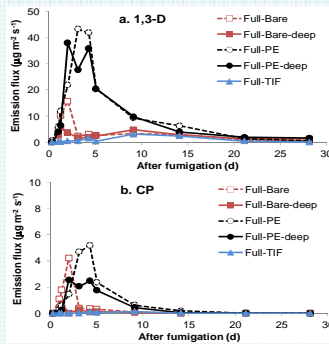 a. 1,3-D
Full-Bare
Full-Bare-deep
Full-PE
Full-PE-deep
Full-TIF
Emission flux (µg m-2 s-1)
50
40
30
20
10
0
0 5 10 15 20 25 30
After fumigation (d)
b. CP
Full-Bare
Full-Bare-deep
Full-PE
Full-PE-deep
Full-TIF
Emission flux (µg m-2 s-1)
10
8
6
4
2
0
0 5 10 15 20 25 30
After fumigation (d)